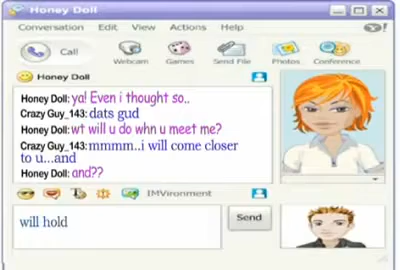 Honey Doll
Conversation Edit View Actions Help
Y!
Call
Webcam Games Send File Photos Conference
Honey Doll
Honey Doll: ya! Even i thought so..
Crazy Guy_143: dats gud
Honey Doll: wt will u do whn u meet me?
Crazy Guy_143: mmmm..i will come closer
to u...and
Honey Doll: and??
IMVironment
will hold
Send